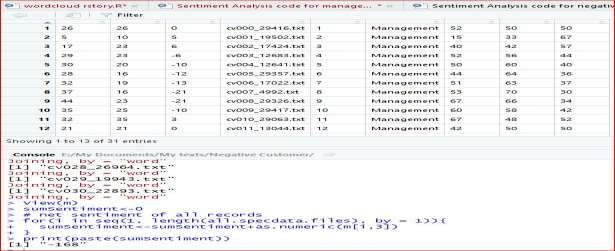 wordcloud rstory.R* Sentiment Analysis code for manage... * Sentiment Analysis code for negativ
Filter
1 26 26 0 cv000_29416.txt 1 Management 52 50 50
2 5 10 5 cv001_19502.txt 2 Management 15 33 67
3 17 23 6 cv002_17424.txt 3 Management 40 42 57
4 29 23 -6 cv003_12683.txt 4 Management 52 56 44
5 30 20 -10 cv004_12641.txt 5 Management 50 60 40
6 28 16 -12 cv005_29357.txt 6 Management 44 64 36
7 32 19 -13 cv006_17022.txt 7 Management 51 63 37
8 37 16 -21 cv007_4992.txt 8 Management 53 70 30
9 44 23 -21 cv008_29326.txt 9 Management 67 66 34
10 35 25 -10 cv009_29417.txt 10 Management 60 58 42
11 32 35 3 cv010_29063.txt 11 Management 67 48 52
12 21 21 0 cv011_13044.txt 12 Management 42 50 50
Showing 1 to 13 of 31 entries
Console E:/My Documents/My texts/Negative Customer/
Joining, by = "word"
[1] "cv028_26964.txt"
Joining, by = "word"
[1] "cv029_19943.txt"
Joining, by = "word"
[1] "cv030_22893.txt"
Joining, by = "word"
> View(m)
> sumSentiment<-0
> # net sentiment of all records
> for(i in seq(1, length(all.specdata.files), by = 1)){
+ sumSentiment<-sumSentiment+as.numeric(m[i,3])
+ }
> print(paste(sumSentiment))
[1] "-168"